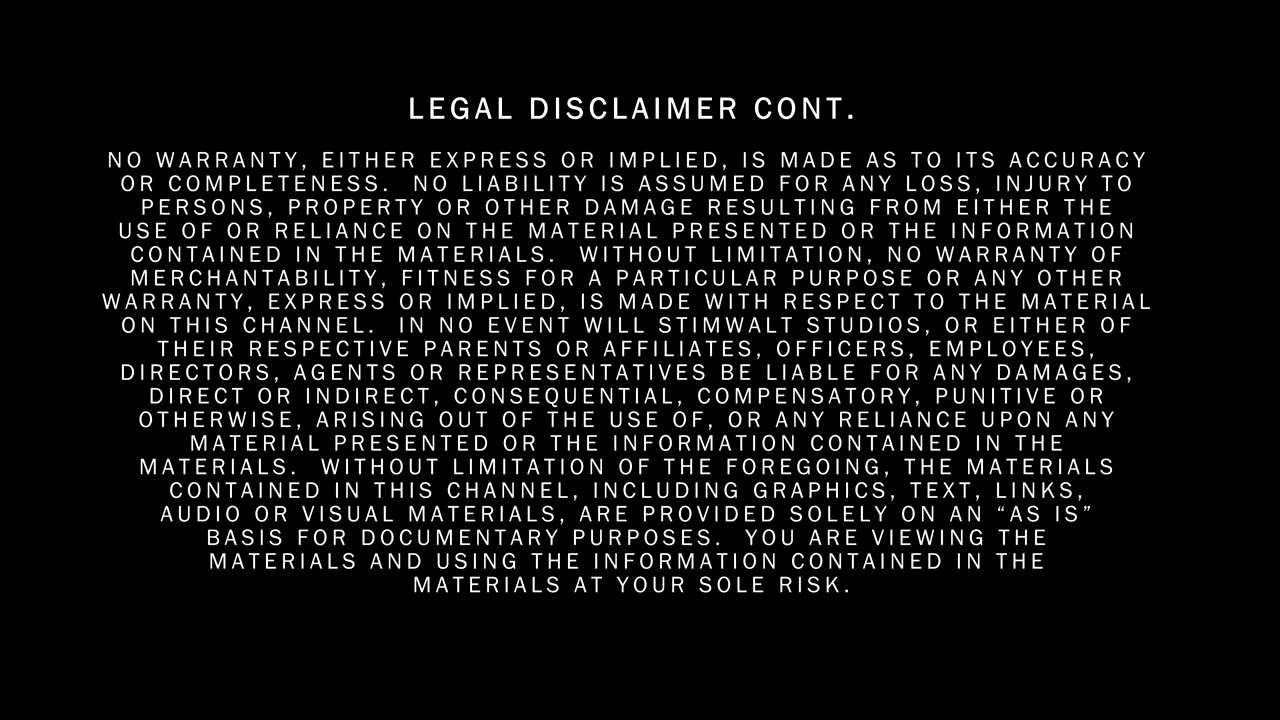 LEGAL DISCLAIMER CONT.
NO WARRANTY, EITHER EXPRESS OR IMPLIED, IS MADE AS TO ITS ACCURACY
OR COMPLETENESS.  NO LIABILITY IS ASSUMED FOR ANY LOSS, INJURY TO
PERSONS, PROPERTY OR OTHER DAMAGE RESULTING FROM EITHER THE
USE OF OR RELIANCE ON THE MATERIAL PRESENTED OR THE INFORMATION
CONTAINED IN THE MATERIALS.  WITHOUT LIMITATION, NO WARRANTY OF
MERCHANTABILITY, FITNESS FOR A PARTICULAR PURPOSE OR ANY OTHER
WARRANTY, EXPRESS OR IMPLIED, IS MADE WITH RESPECT TO THE MATERIAL
ON THIS CHANNEL.  IN NO EVENT WILL STIMWALT STUDIOS, OR EITHER OF
THEIR RESPECTIVE PARENTS OR AFFILIATES, OFFICERS, EMPLOYEES,
DIRECTORS, AGENTS OR REPRESENTATIVES BE LIABLE FOR ANY DAMAGES,
DIRECT OR INDIRECT, CONSEQUENTIAL, COMPENSATORY, PUNITIVE OR
OTHERWISE, ARISING OUT OF THE USE OF, OR ANY RELIANCE UPON ANY
MATERIAL PRESENTED OR THE INFORMATION CONTAINED IN THE
MATERIALS.  WITHOUT LIMITATION OF THE FOREGOING, THE MATERIALS
CONTAINED IN THIS CHANNEL, INCLUDING GRAPHICS, TEXT, LINKS,
AUDIO OR VISUAL MATERIALS, ARE PROVIDED SOLELY ON AN “AS IS”
BASIS FOR DOCUMENTARY PURPOSES.  YOU ARE VIEWING THE
MATERIALS AND USING THE INFORMATION CONTAINED IN THE
MATERIALS AT YOUR SOLE RISK.